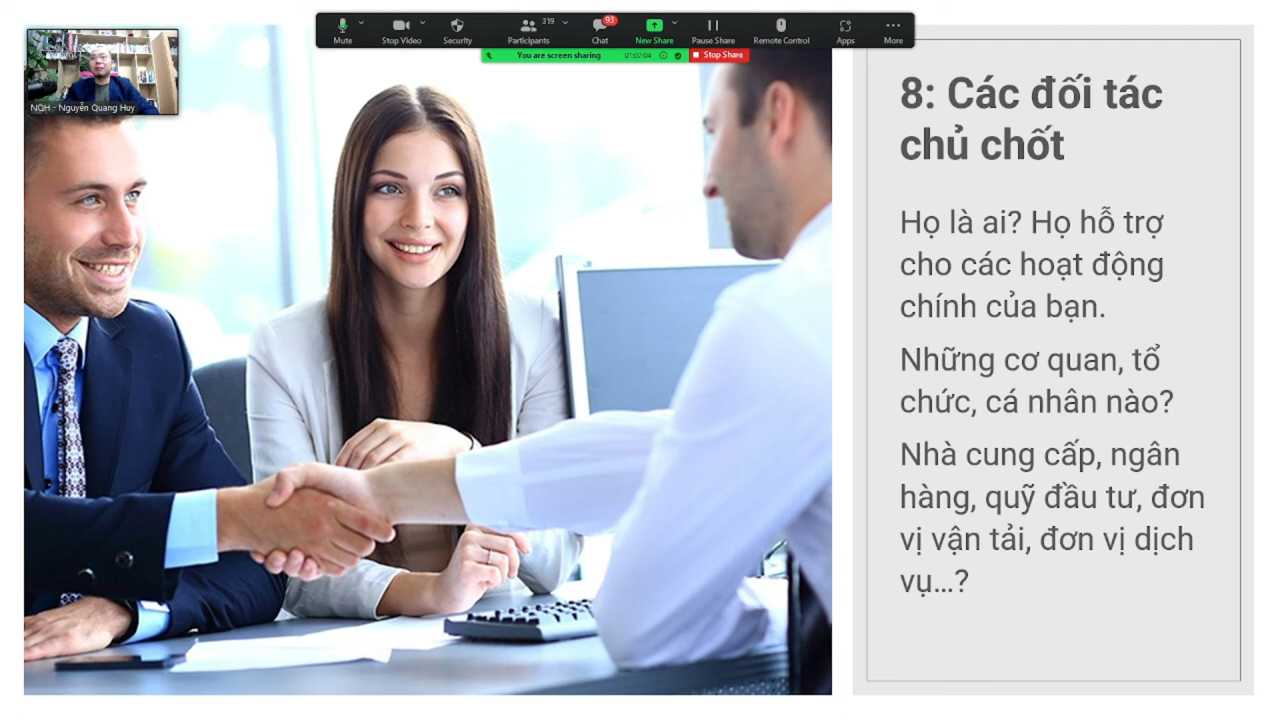 319
93
Mute
Stop Video
Security
Participants
Chat
New Share
Pause Share
Remote Control
Apps
More
You are screen sharing
01:07:04
Stop Share
NQH - Nguyễn Quang Huy
8: Các đối tác
chủ chốt
Họ là ai? Họ hỗ trợ
cho các hoạt động
chính của bạn.
Những cơ quan, tổ
chức, cá nhân nào?
Nhà cung cấp, ngân
hàng, quỹ đầu tư, đơn
vị vận tải, đơn vị dịch
vụ...?